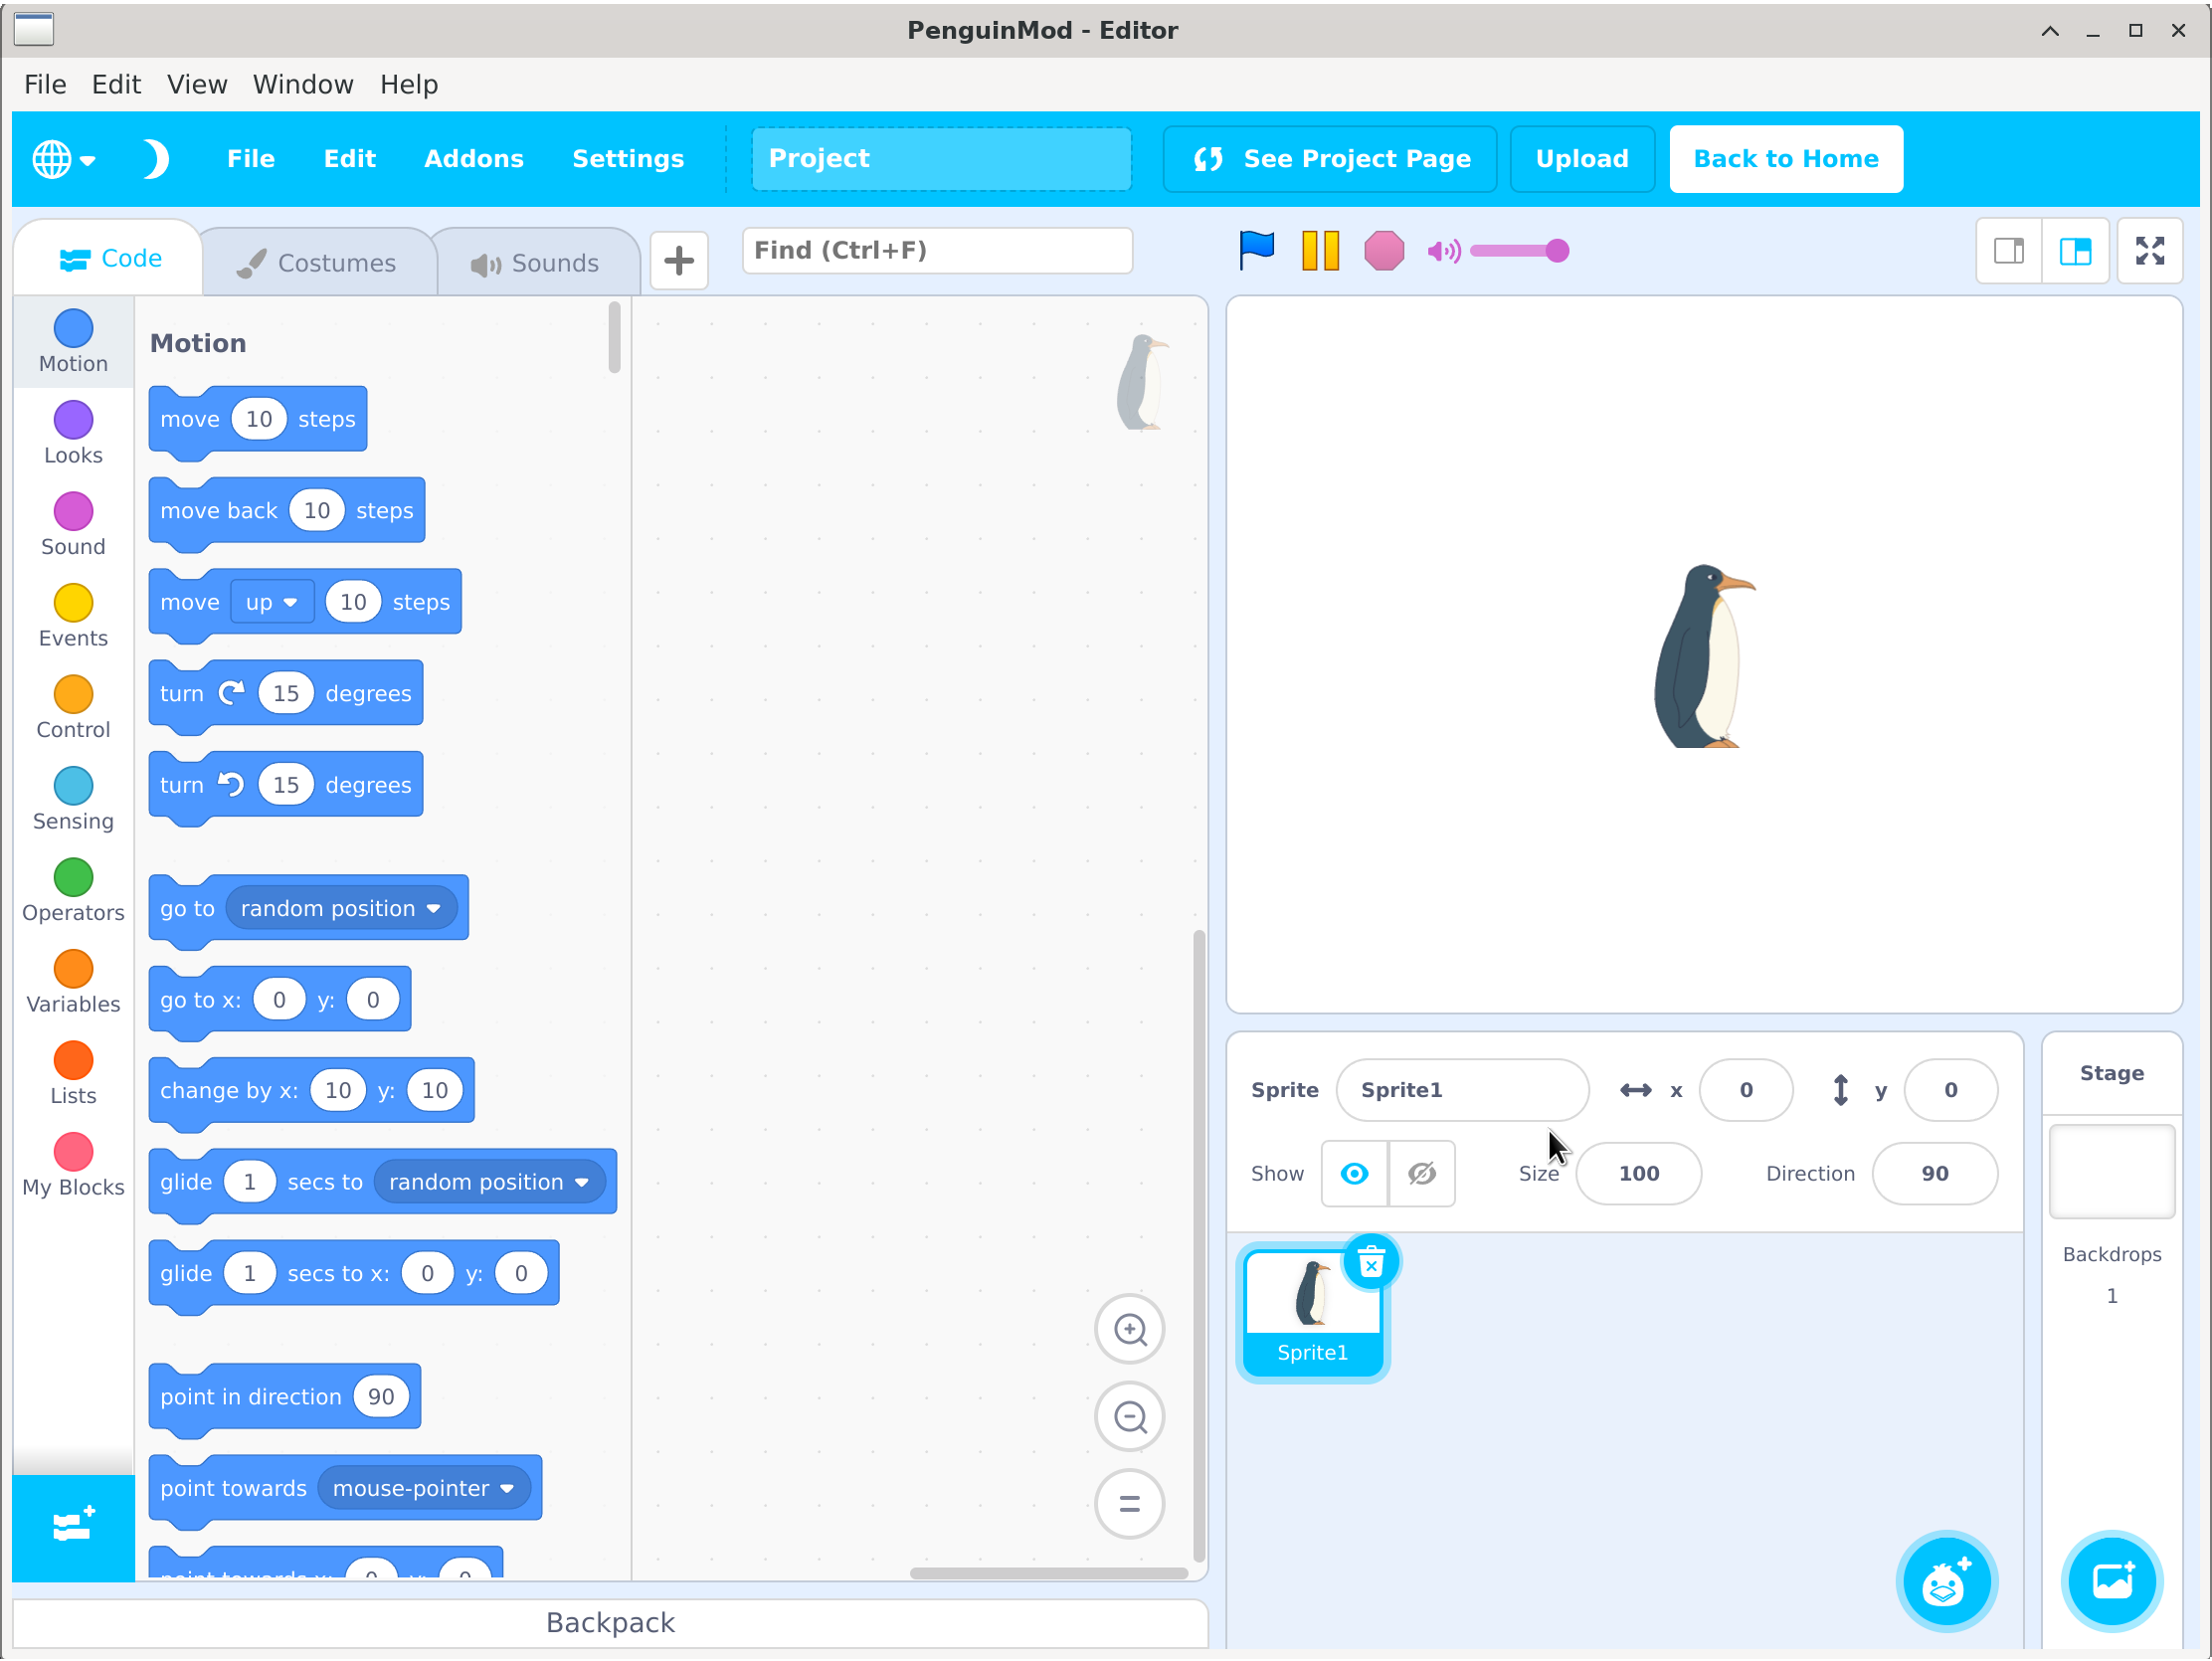 PenguinMod - Editor
File Edit View Window Help
File Edit Addons Settings Project See Project Page Upload Back to Home
Code Costumes Sounds + Find (Ctrl+F)
Motion
Looks
Sound
Events
Control
Sensing
Operators
Variables
Lists
My Blocks
Motion
move 10 steps
move back 10 steps
move up 10 steps
turn 15 degrees
turn 15 degrees
go to random position
go to x: 0 y: 0
change by x: 10 y: 10
glide 1 secs to random position
glide 1 secs to x: 0 y: 0
point in direction 90
point towards mouse-pointer
point towards x: 0 y: 0
Backpack
Sprite Sprite1 x 0 y 0
Show Size 100 Direction 90
Sprite1
Stage
Backdrops
1